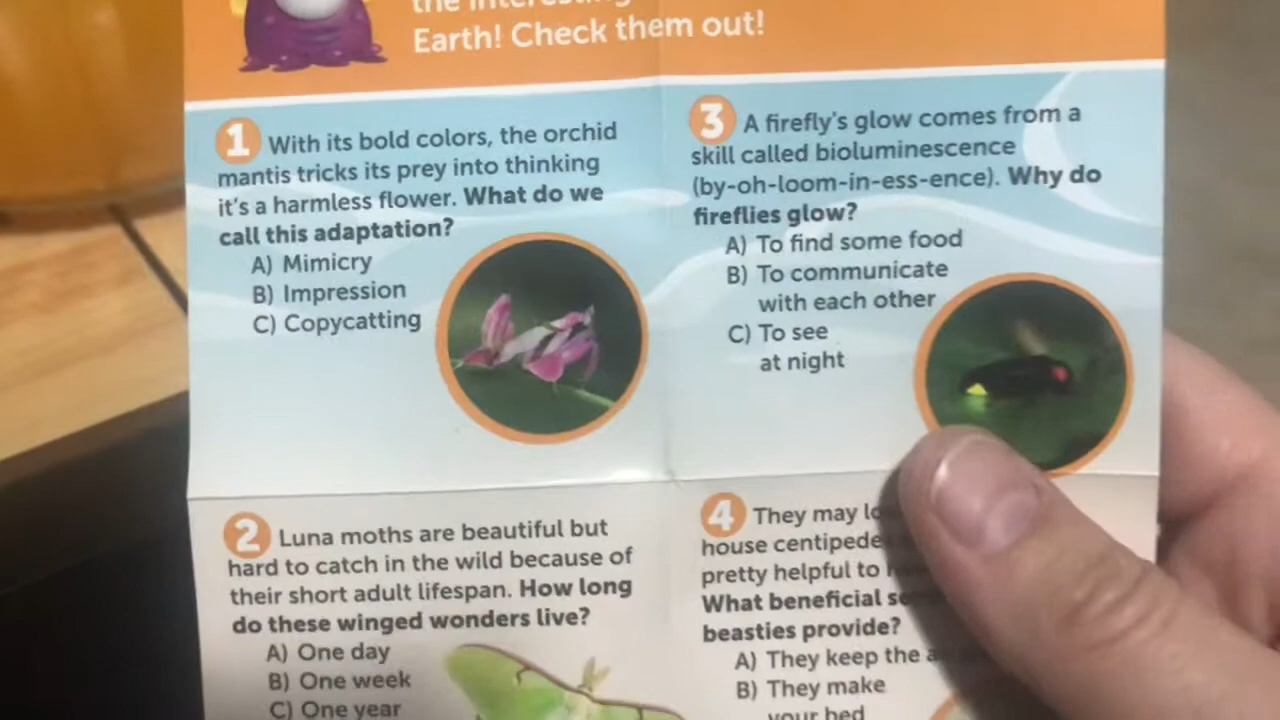 the interesting
Earth! Check them out!
1 With its bold colors, the orchid
mantis tricks its prey into thinking
it's a harmless flower. What do we
call this adaptation?
A) Mimicry
B) Impression
C) Copycatting
2 Luna moths are beautiful but
hard to catch in the wild because of
their short adult lifespan. How long
do these winged wonders live?
A) One day
B) One week
C) One year
3 A firefly's glow comes from a
skill called bioluminescence
(by-oh-loom-in-ess-ence). Why do
fireflies glow?
A) To find some food
B) To communicate
with each other
C) To see
at night
4 They may
house
pretty helpful to
What beneficial
beasties provide?
A) They keep the
B) They make
your bed